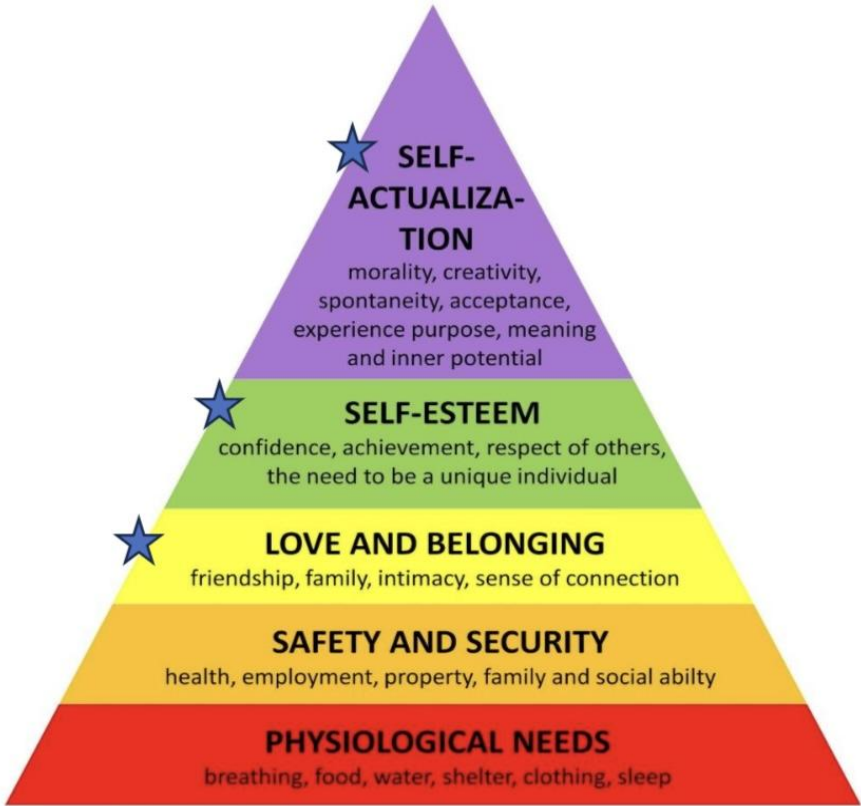 SELF-
ACTUALIZA-
TION
morality, creativity,
spontaneity, acceptance,
experience purpose, meaning
and inner potential
SELF-ESTEEM
confidence, achievement, respect of others,
the need to be a unique individual
LOVE AND BELONGING
friendship, family, intimacy, sense of connection
SAFETY AND SECURITY
health, employment, property, family and social abilty
PHYSIOLOGICAL NEEDS
breathing, food, water, shelter, clothing, sleep